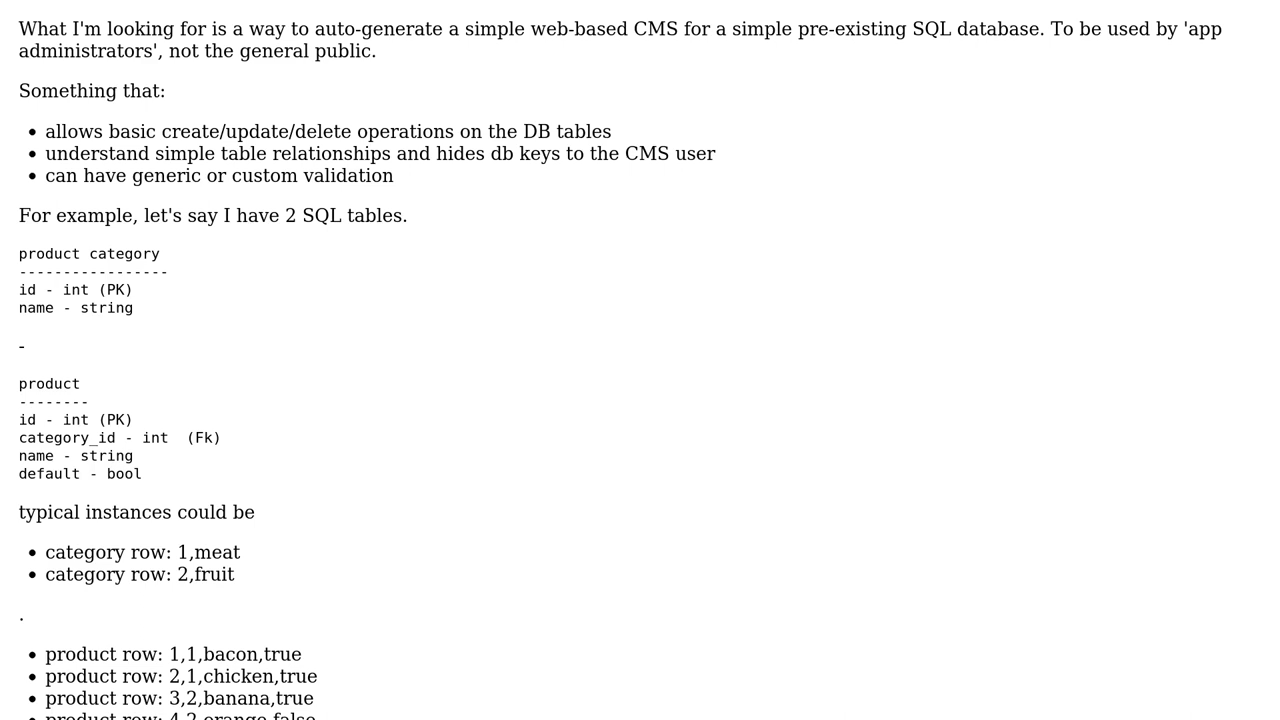 What I'm looking for is a way to auto-generate a simple web-based CMS for a simple pre-existing SQL database. To be used by 'app
administrators', not the general public.
Something that:
• allows basic create/update/delete operations on the DB tables
• understand simple table relationships and hides db keys to the CMS user
• can have generic or custom validation
For example, let's say I have 2 SQL tables.
product category
-----------------
id - int (PK)
name - string
-
product
--------
id - int (PK)
category_id - int  (Fk)
name - string
default - bool
typical instances could be
• category row: 1,meat
• category row: 2,fruit
.
• product row: 1,1,bacon,true
• product row: 2,1,chicken,true
• product row: 3,2,banana,true
• product row: 4,2,orange,false